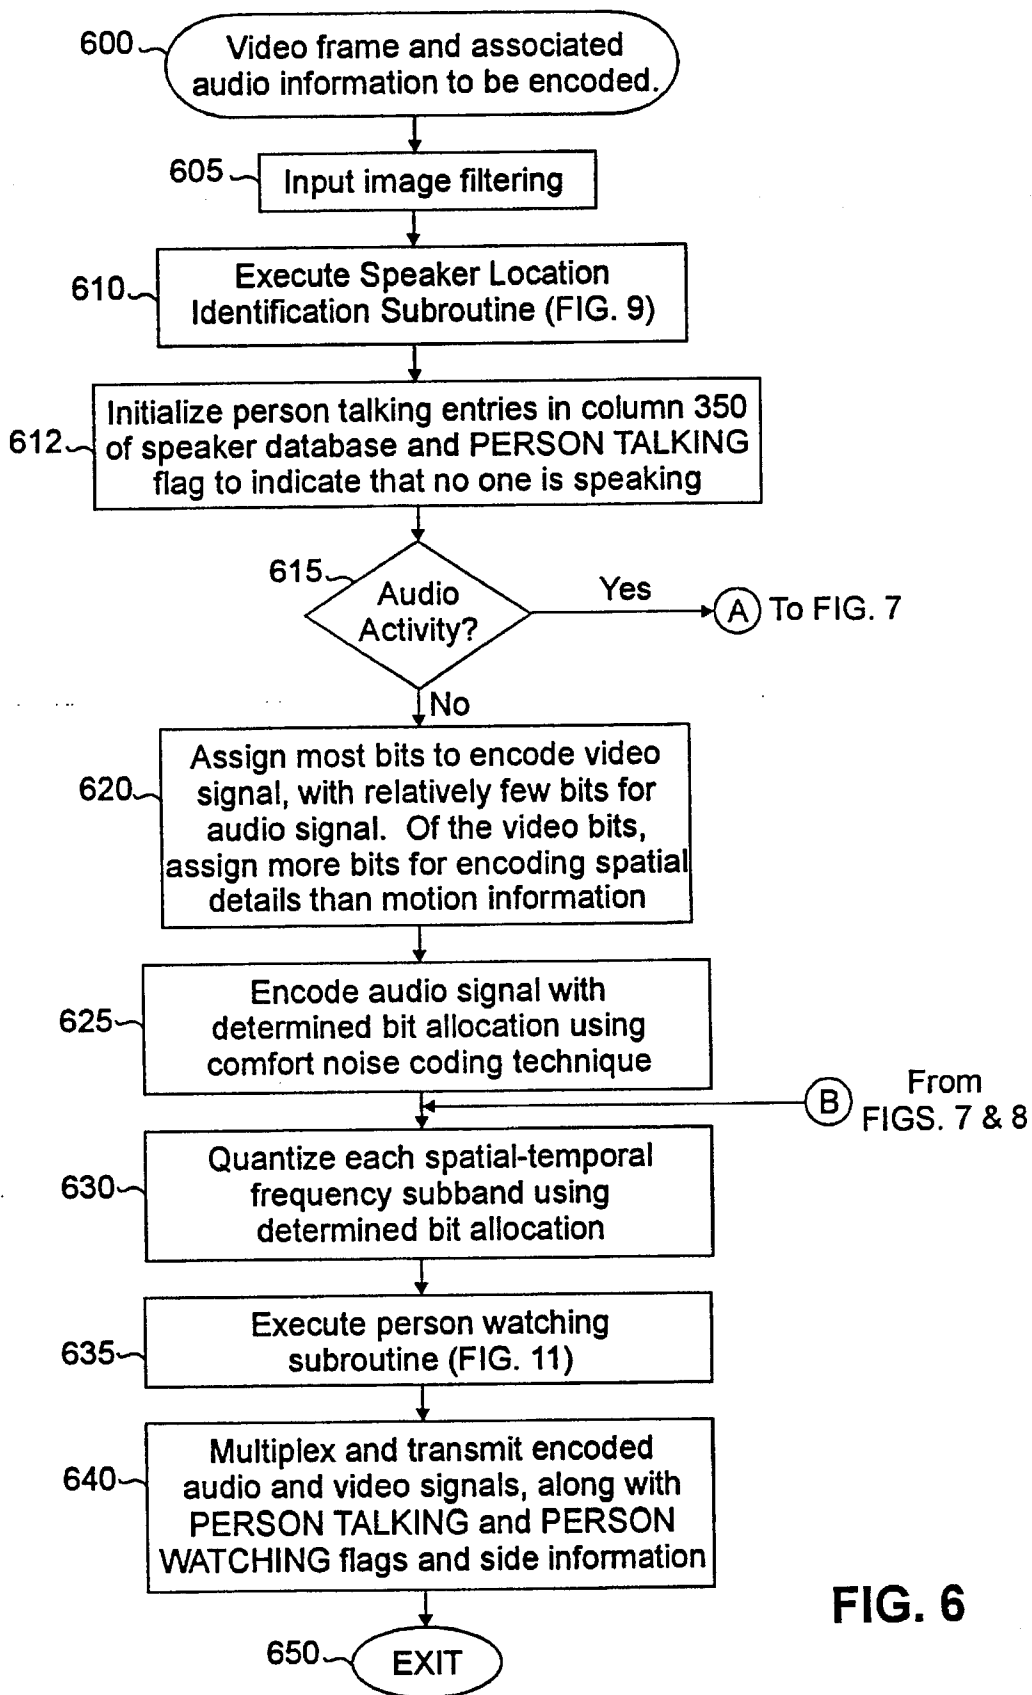 600
Video frame and associated
audio information to be encoded.
605
Input image filtering
610
Execute Speaker Location
Identification Subroutine (FIG. 9)
612
Initialize person talking entries in column 350
of speaker database and PERSON TALKING
flag to indicate that no one is speaking
615
Audio
Activity?
Yes
A
To FIG. 7
No
620
Assign most bits to encode video
signal, with relatively few bits for
audio signal. Of the video bits,
assign more bits for encoding spatial
details than motion information
625
Encode audio signal with
determined bit allocation using
comfort noise coding technique
B
From
FIGS. 7 & 8
630
Quantize each spatial-temporal
frequency subband using
determined bit allocation
635
Execute person watching
subroutine (FIG. 11)
640
Multiplex and transmit encoded
audio and video signals, along with
PERSON TALKING and PERSON
WATCHING flags and side information
650
EXIT
FIG. 6